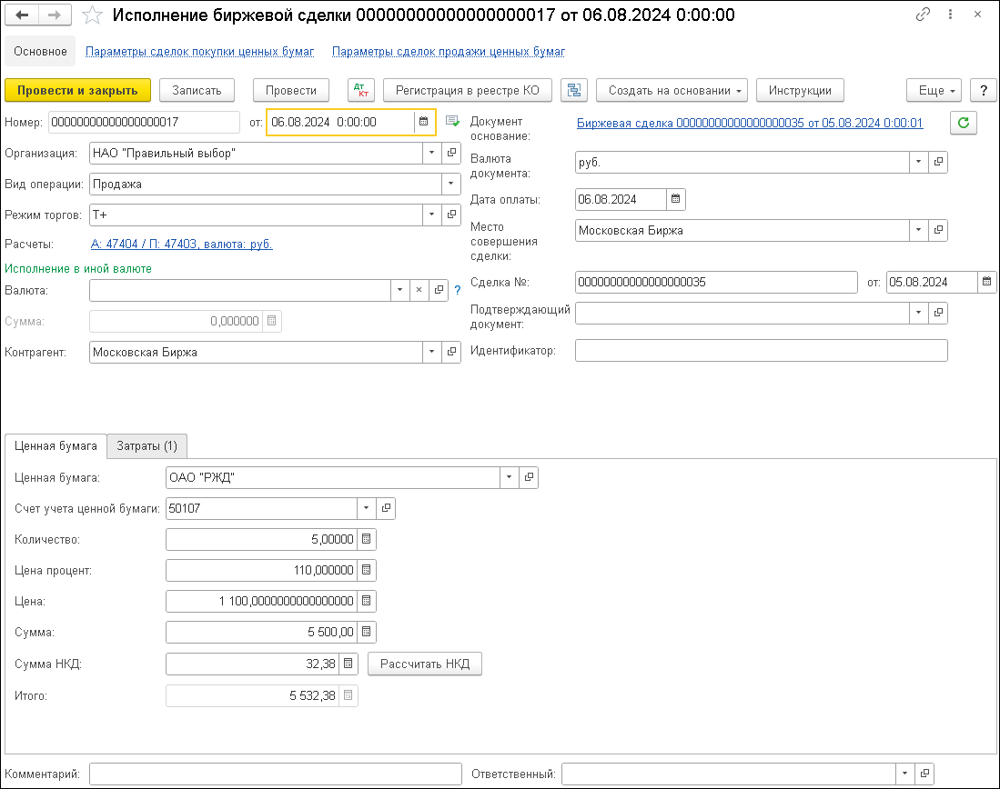 Исполнение биржевой сделки 00000000000000000017 от 06.08.2024 0:00:00
Основное Параметры сделок покупки ценных бумаг Параметры сделок продажи ценных бумаг
Провести и закрыть Записать Провести Дт Кт Регистрация в реестре КО Создать на основании Инструкции Еще ?
Номер: 00000000000000000017 от: 06.08.2024 0:00:00
Организация: НАО "Правильный выбор"
Вид операции: Продажа
Режим торгов: Т+
Расчеты: А: 47404 / П: 47403, валюта: руб.
Исполнение в иной валюте
Валюта: ?
Сумма: 0,000000
Контрагент: Московская Биржа
Документ
основание: Биржевая сделка 00000000000000000035 от 05.08.2024 0:00:01
Валюта
документа: руб.
Дата оплаты: 06.08.2024
Место
совершения
сделки: Московская Биржа
Сделка №: 00000000000000000035 от: 05.08.2024
Подтверждающий
документ:
Идентификатор:
Ценная бумага Затраты (1)
Ценная бумага: ОАО "РЖД"
Счет учета ценной бумаги: 50107
Количество: 5,00000
Цена процент: 110,000000
Цена: 1 100,0000000000000000
Сумма: 5 500,00
Сумма НКД: 32,38 Рассчитать НКД
Итого: 5 532,38
Комментарий: Ответственный: